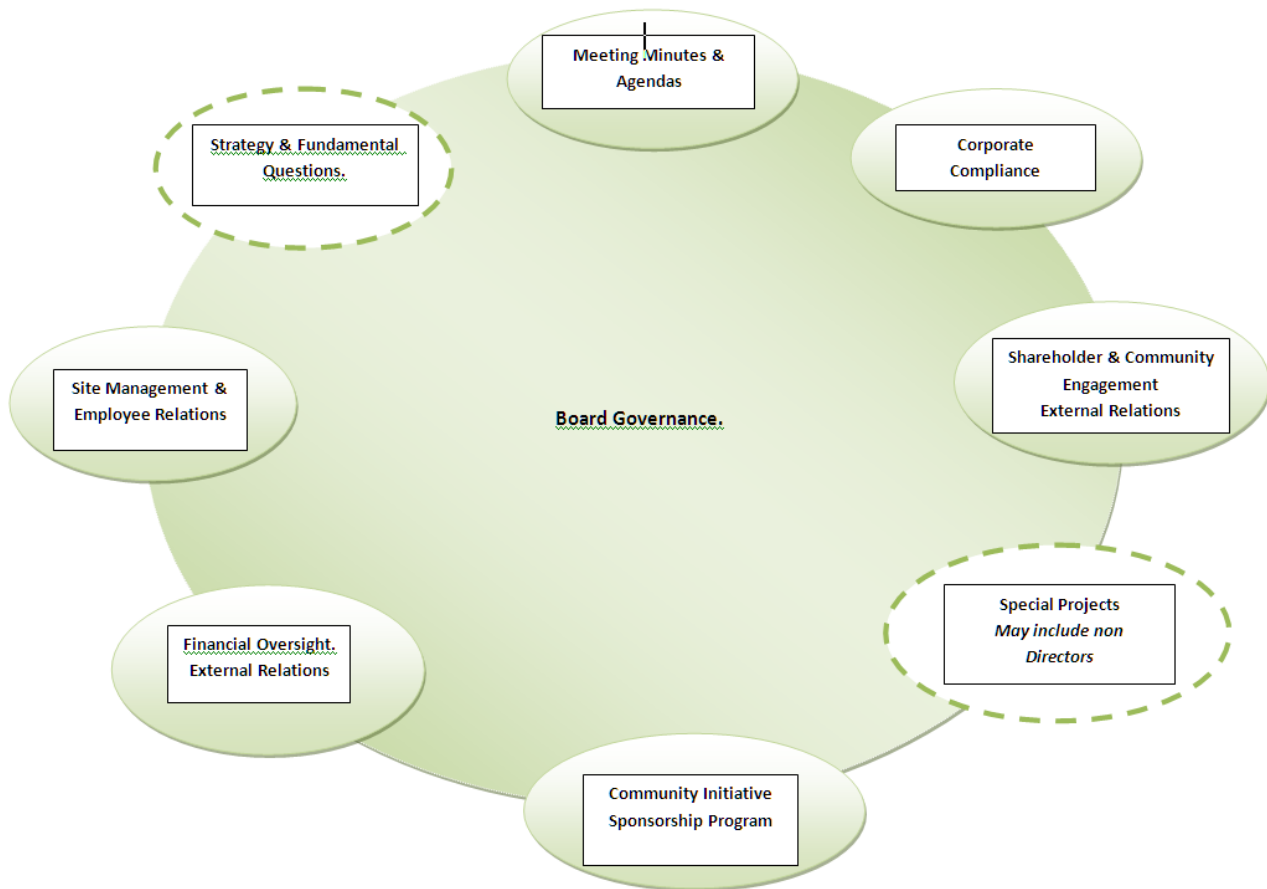 Meeting Minutes &
Agendas
Strategy & Fundamental
Questions.
Corporate
Compliance
Site Management &
Employee Relations
Board Governance.
Shareholder & Community
Engagement
External Relations
Special Projects
May include non
Directors
Financial Oversight.
External Relations
Community Initiative
Sponsorship Program